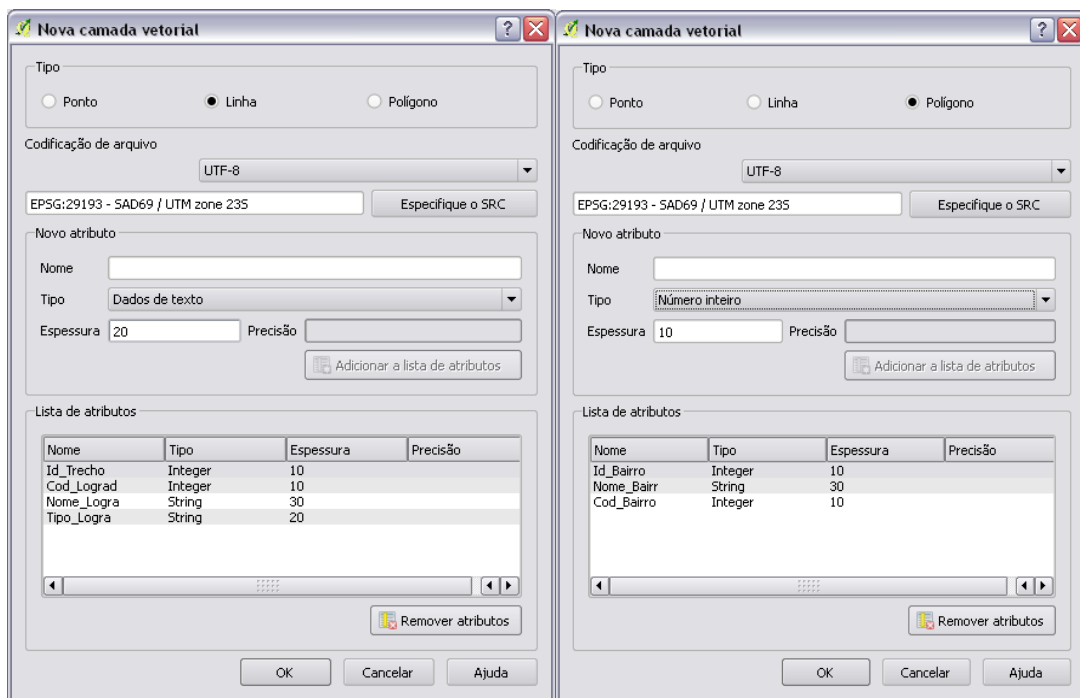 Nova camada vetorial
Tipo
Ponto Linha Polígono
Codificação de arquivo
UTF-8
EPSG:29193 - SAD69 / UTM zone 23S Especifique o SRC
Novo atributo
Nome
Tipo Dados de texto
Espessura 20 Precisão
Adicionar a lista de atributos
Lista de atributos
Nome Tipo Espessura Precisão
Id_Trecho Integer 10
Cod_Lograd Integer 10
Nome_Logra String 30
Tipo_Logra String 20
Remover atributos
OK Cancelar Ajuda
Nova camada vetorial
Tipo
Ponto Linha Polígono
Codificação de arquivo
UTF-8
EPSG:29193 - SAD69 / UTM zone 23S Especifique o SRC
Novo atributo
Nome
Tipo Número inteiro
Espessura 10 Precisão
Adicionar a lista de atributos
Lista de atributos
Nome Tipo Espessura Precisão
Id_Bairro Integer 10
Nome_Bairr String 30
Cod_Bairro Integer 10
Remover atributos
OK Cancelar Ajuda